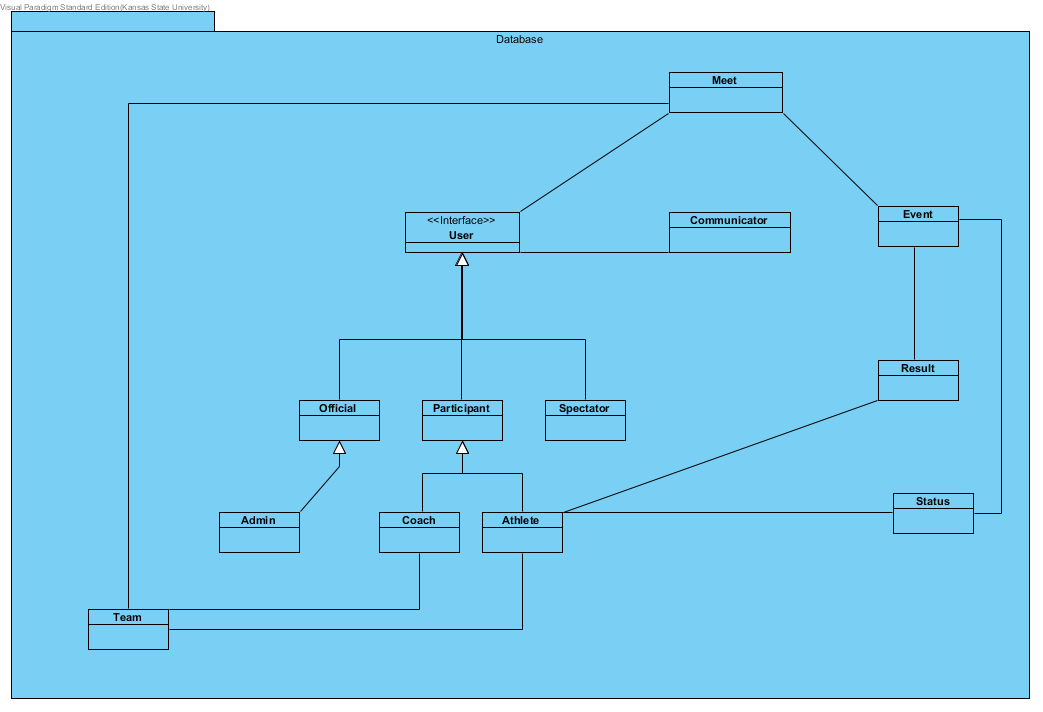 Visual Paradigm Standard Edition(Kansas State University)
Database
Meet
<<Interface>>
User
Communicator
Event
Result
Official
Participant
Spectator
Status
Admin
Coach
Athlete
Team